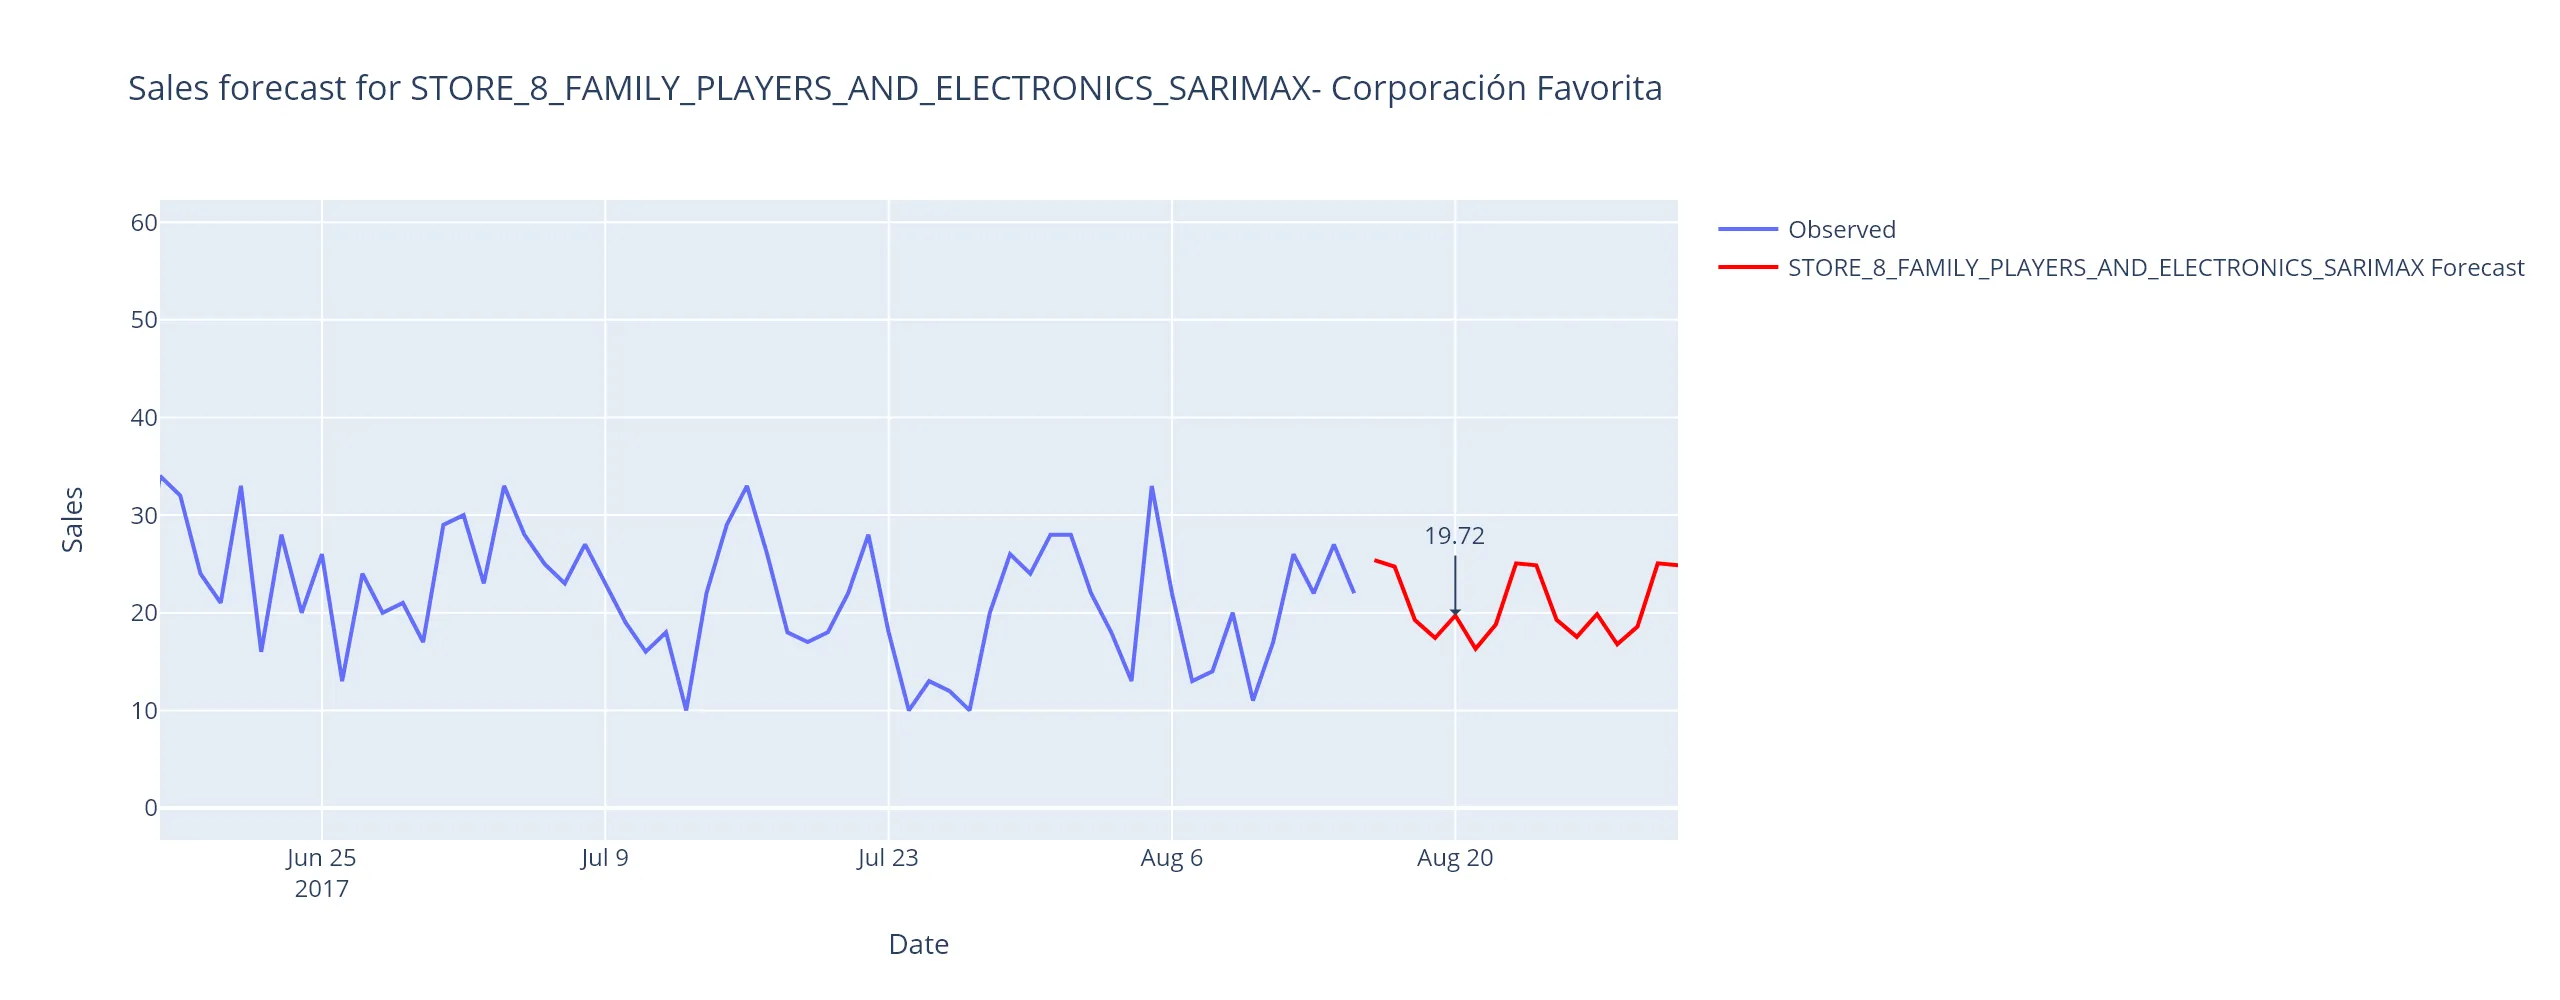 Sales forecast for STORE_8_FAMILY_PLAYERS_AND_ELECTRONICS_SARIMAX- Corporación Favorita
Observed
STORE_8_FAMILY_PLAYERS_AND_ELECTRONICS_SARIMAX Forecast
60
50
40
30
20
10
0
Sales
19.72
Jun 25
2017
Jul 9
Jul 23
Aug 6
Aug 20
Date